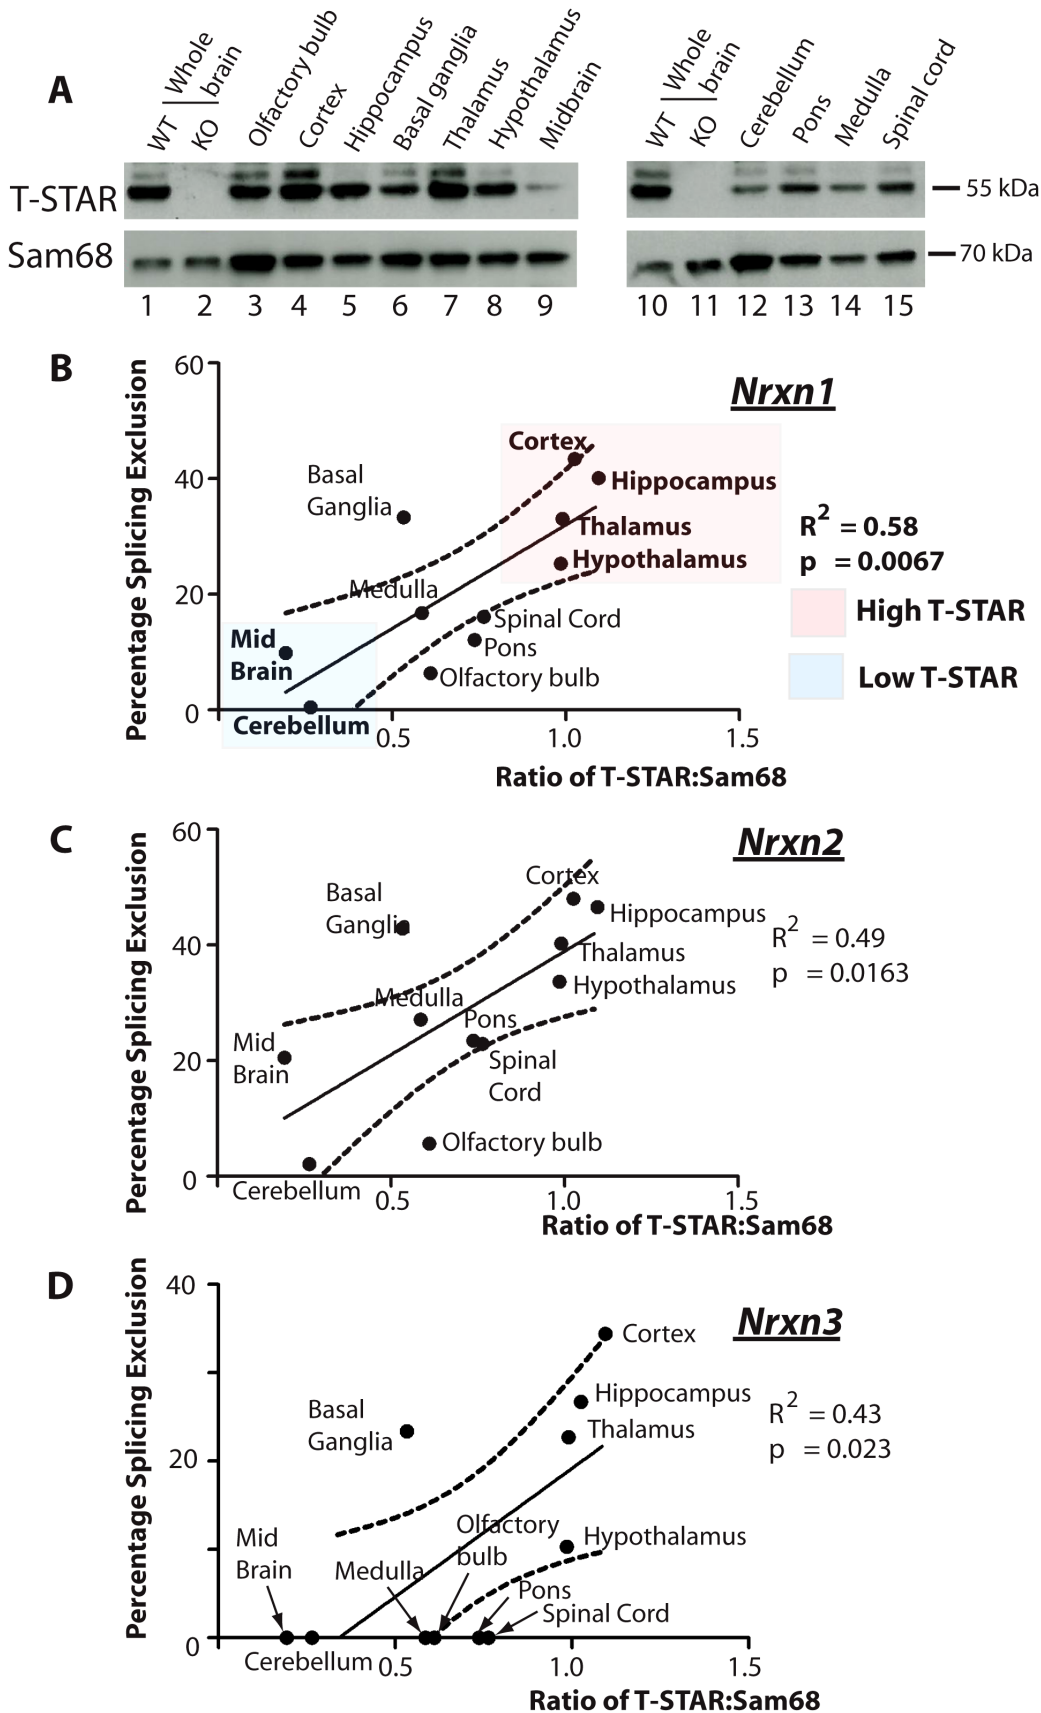 A
Whole
brain
WT
KO
Olfactory bulb
Cortex
Hippocampus
Basal ganglia
Thalamus
Hypothalamus
Midbrain
Whole
brain
WT
KO
Cerebellum
Pons
Medulla
Spinal cord
T-STAR
55 kDa
Sam68
70 kDa
1 2 3 4 5 6 7 8 9 10 11 12 13 14 15
B
Nrxn1
Percentage Splicing Exclusion
60
40
20
0
0.5
1.0
1.5
Cortex
Hippocampus
Basal
Ganglia
Thalamus
Hypothalamus
Medulla
Spinal Cord
Mid
Brain
Pons
Olfactory bulb
Cerebellum
R2 = 0.58
p = 0.0067
High T-STAR
Low T-STAR
Ratio of T-STAR:Sam68
C
Nrxn2
Percentage Splicing Exclusion
60
40
20
0
0.5
1.0
1.5
Cortex
Basal
Ganglia
Hippocampus
Thalamus
Hypothalamus
Medulla
Pons
Mid
Brain
Spinal
Cord
Olfactory bulb
Cerebellum
R2 = 0.49
p = 0.0163
Ratio of T-STAR:Sam68
D
Nrxn3
Percentage Splicing Exclusion
40
20
0
0.5
1.0
1.5
Cortex
Hippocampus
Basal
Ganglia
Thalamus
Olfactory
bulb
Hypothalamus
Mid
Brain
Medulla
Pons
Spinal Cord
Cerebellum
R2 = 0.43
p = 0.023
Ratio of T-STAR:Sam68